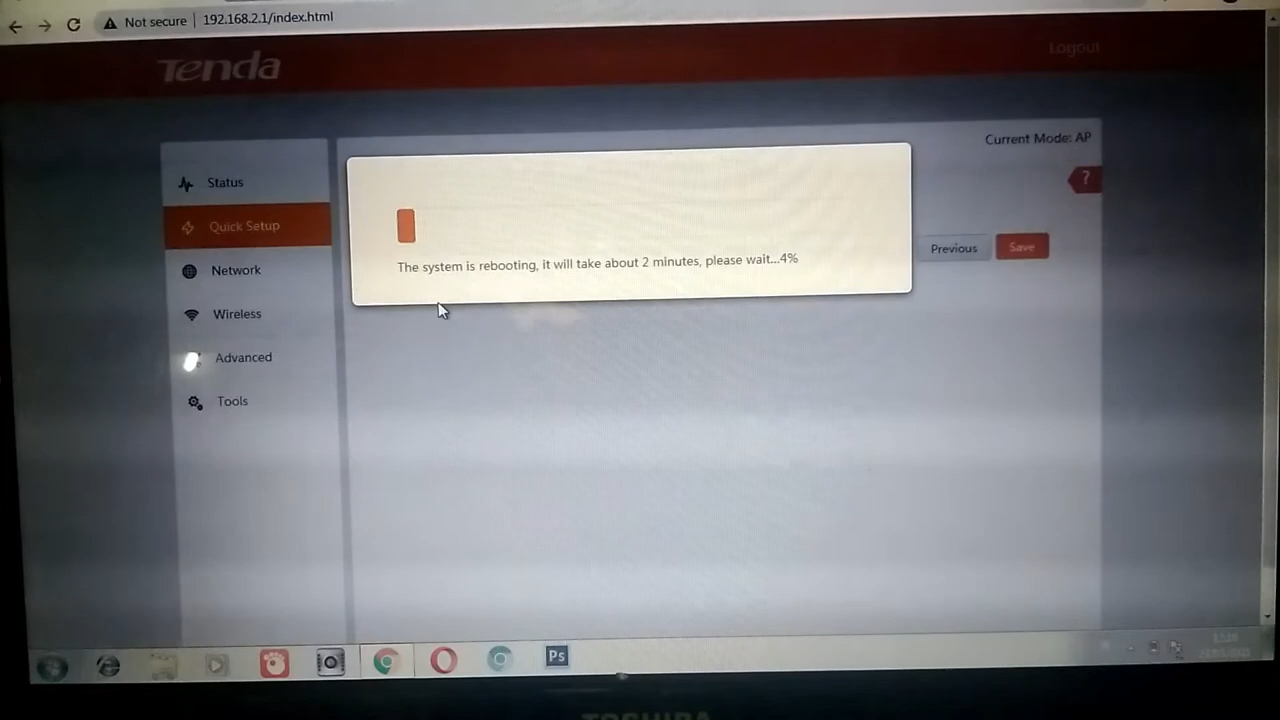 Not secure | 192.168.2.1/index.html
Tenda
Logout
Current Mode: AP
Status
?
Quick Setup
Previous
Save
The system is rebooting, it will take about 2 minutes, please wait...4%
Network
Wireless
Advanced
Tools
Ps
TOSHIBA